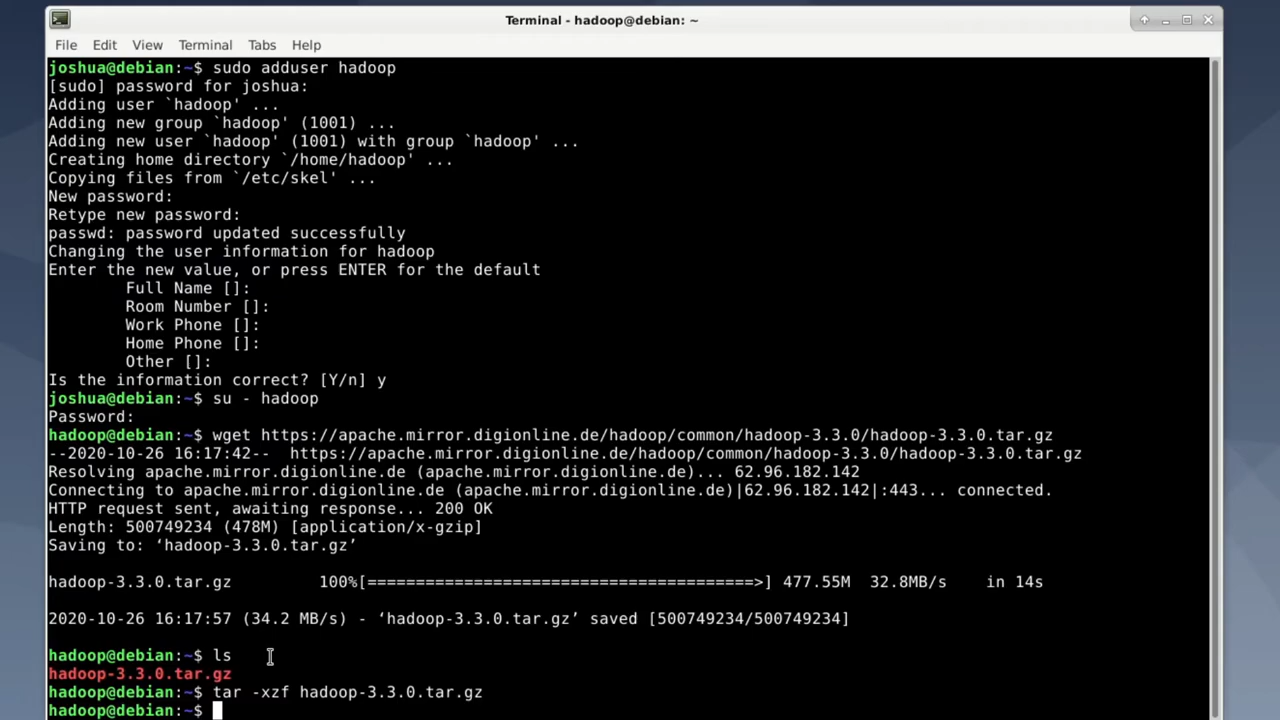 Terminal - hadoop@debian: ~
File Edit View Terminal Tabs Help
joshua@debian:~$ sudo adduser hadoop
[sudo] password for joshua:
Adding user `hadoop' ...
Adding new group `hadoop' (1001) ...
Adding new user `hadoop' (1001) with group `hadoop' ...
Creating home directory `/home/hadoop' ...
Copying files from `/etc/skel' ...
New password:
Retype new password:
passwd: password updated successfully
Changing the user information for hadoop
Enter the new value, or press ENTER for the default
Full Name []:
Room Number []:
Work Phone []:
Home Phone []:
Other []:
Is the information correct? [Y/n] y
joshua@debian:~$ su - hadoop
Password:
hadoop@debian:~$ wget https://apache.mirror.digionline.de/hadoop/common/hadoop-3.3.0/hadoop-3.3.0.tar.gz
--2020-10-26 16:17:42--  https://apache.mirror.digionline.de/hadoop/common/hadoop-3.3.0/hadoop-3.3.0.tar.gz
Resolving apache.mirror.digionline.de (apache.mirror.digionline.de)... 62.96.182.142
Connecting to apache.mirror.digionline.de (apache.mirror.digionline.de)|62.96.182.142|:443... connected.
HTTP request sent, awaiting response... 200 OK
Length: 500749234 (478M) [application/x-gzip]
Saving to: ‘hadoop-3.3.0.tar.gz’
hadoop-3.3.0.tar.gz 100%[========================================>] 477.55M 32.8MB/s in 14s
2020-10-26 16:17:57 (34.2 MB/s) - ‘hadoop-3.3.0.tar.gz’ saved [500749234/500749234]
hadoop@debian:~$ ls
hadoop-3.3.0.tar.gz
hadoop@debian:~$ tar -xzf hadoop-3.3.0.tar.gz
hadoop@debian:~$